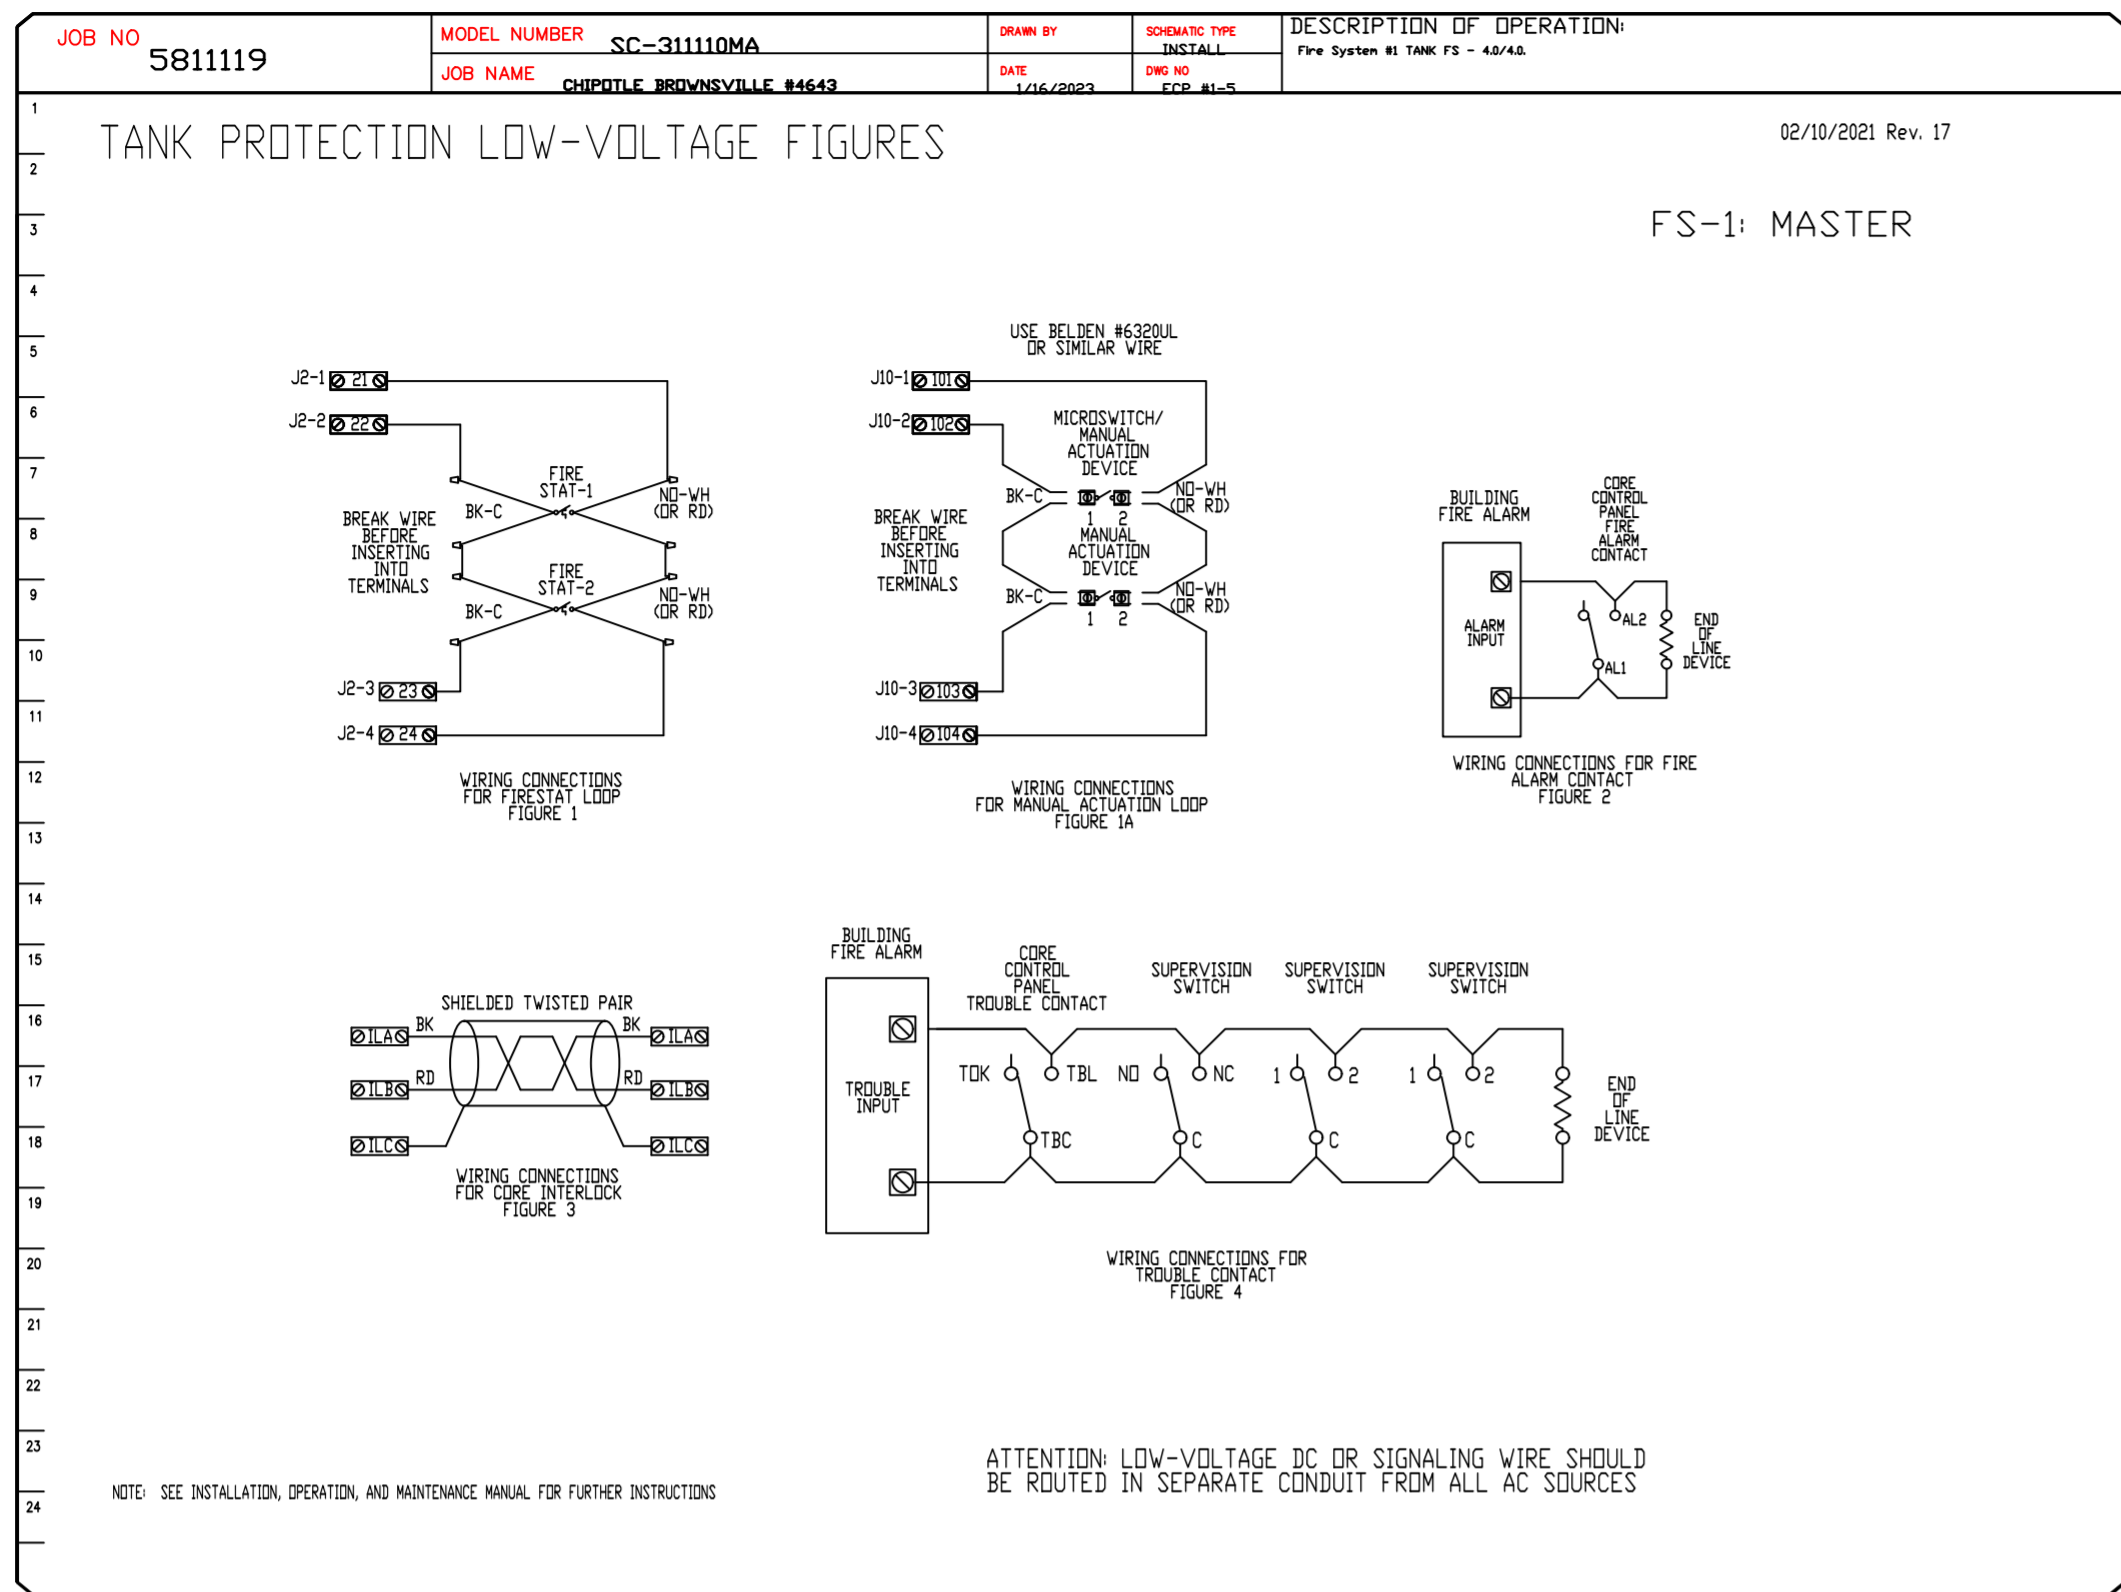 JOB NO 5811119
MODEL NUMBER SC-311110MA
JOB NAME CHIPOTLE BROWNSVILLE #4643
DRAWN BY
DATE 1/16/2023
SCHEMATIC TYPE INSTALL
DWG NO ECP #1-5
DESCRIPTION OF OPERATION:
Fire System #1 TANK FS - 4.0/4.0.
1
2
3
4
5
6
7
8
9
10
11
12
13
14
15
16
17
18
19
20
21
22
23
24
TANK PROTECTION LOW-VOLTAGE FIGURES
02/10/2021 Rev. 17
FS-1: MASTER
J2-1 21
J2-2 22
FIRE
STAT-1
BK-C
NO-WH
(OR RD)
BREAK WIRE
BEFORE
INSERTING
INTO
TERMINALS
FIRE
STAT-2
BK-C
NO-WH
(OR RD)
J2-3 23
J2-4 24
WIRING CONNECTIONS
FOR FIRESTAT LOOP
FIGURE 1
USE BELDEN #6320UL
OR SIMILAR WIRE
J10-1 101
J10-2 102
MICROSWITCH/
MANUAL
ACTUATION
DEVICE
BK-C
NO-WH
(OR RD)
1 2
BREAK WIRE
BEFORE
INSERTING
INTO
TERMINALS
MANUAL
ACTUATION
DEVICE
BK-C
NO-WH
(OR RD)
1 2
J10-3 103
J10-4 104
WIRING CONNECTIONS
FOR MANUAL ACTUATION LOOP
FIGURE 1A
BUILDING
FIRE ALARM
CORE
CONTROL
PANEL
FIRE
ALARM
CONTACT
ALARM
INPUT
AL2
AL1
END
OF
LINE
DEVICE
WIRING CONNECTIONS FOR FIRE
ALARM CONTACT
FIGURE 2
SHIELDED TWISTED PAIR
ILA BK BK ILA
ILB RD RD ILB
ILC ILC
WIRING CONNECTIONS
FOR CORE INTERLOCK
FIGURE 3
BUILDING
FIRE ALARM
CORE
CONTROL
PANEL
TROUBLE CONTACT
SUPERVISION
SWITCH
SUPERVISION
SWITCH
SUPERVISION
SWITCH
TROUBLE
INPUT
TOK TBL NO NC 1 2 1 2
TBC C C C
END
OF
LINE
DEVICE
WIRING CONNECTIONS FOR
TROUBLE CONTACT
FIGURE 4
ATTENTION: LOW-VOLTAGE DC OR SIGNALING WIRE SHOULD
BE ROUTED IN SEPARATE CONDUIT FROM ALL AC SOURCES
NOTE: SEE INSTALLATION, OPERATION, AND MAINTENANCE MANUAL FOR FURTHER INSTRUCTIONS